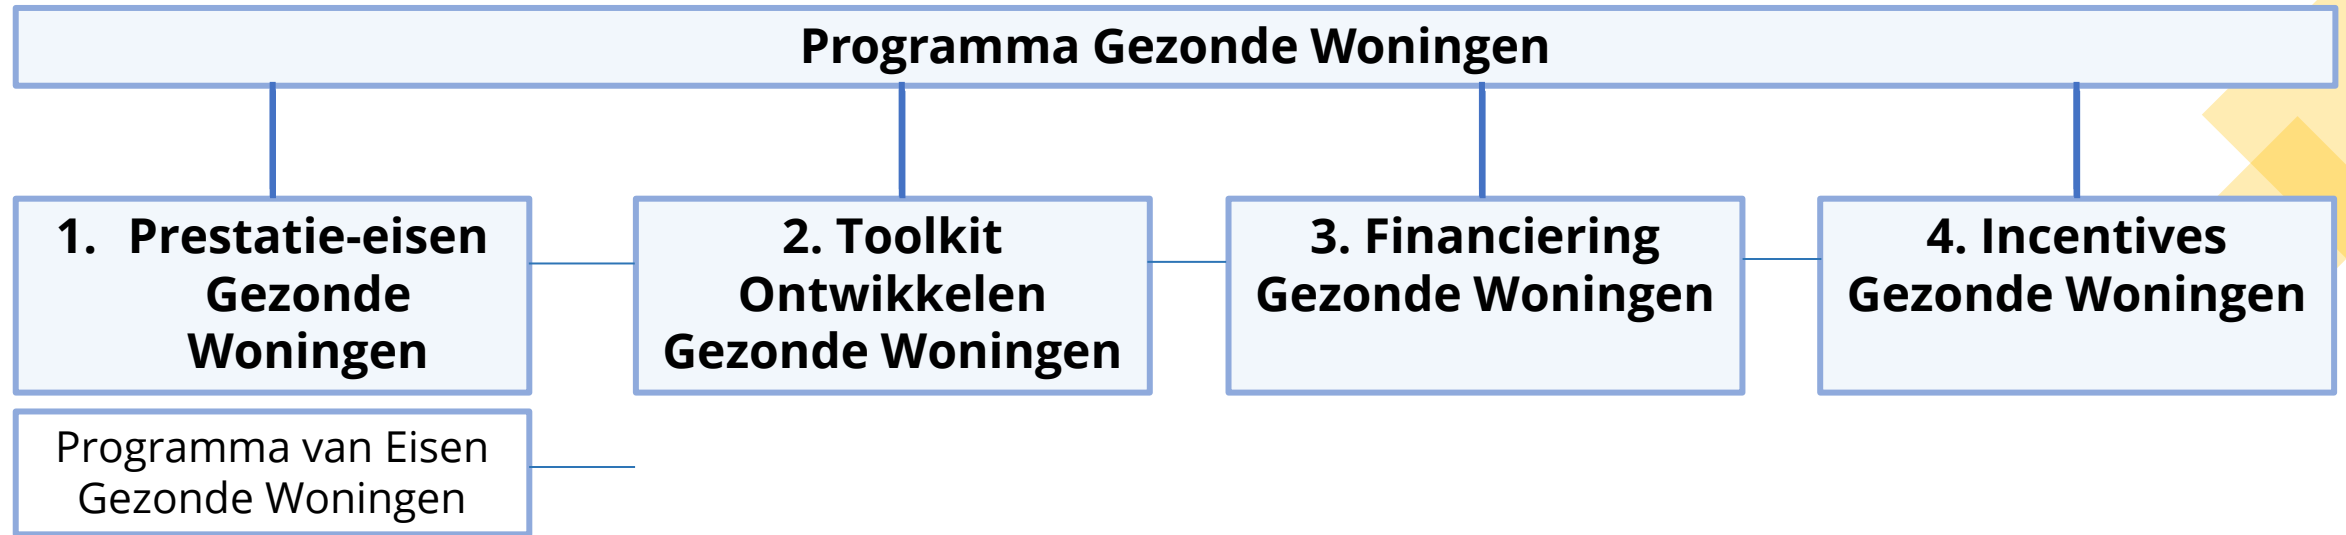 Programma Gezonde Woningen
1. Prestatie-eisen
Gezonde
Woningen
2. Toolkit
Ontwikkelen
Gezonde Woningen
3. Financiering
Gezonde Woningen
4. Incentives
Gezonde Woningen
Programma van Eisen
Gezonde Woningen